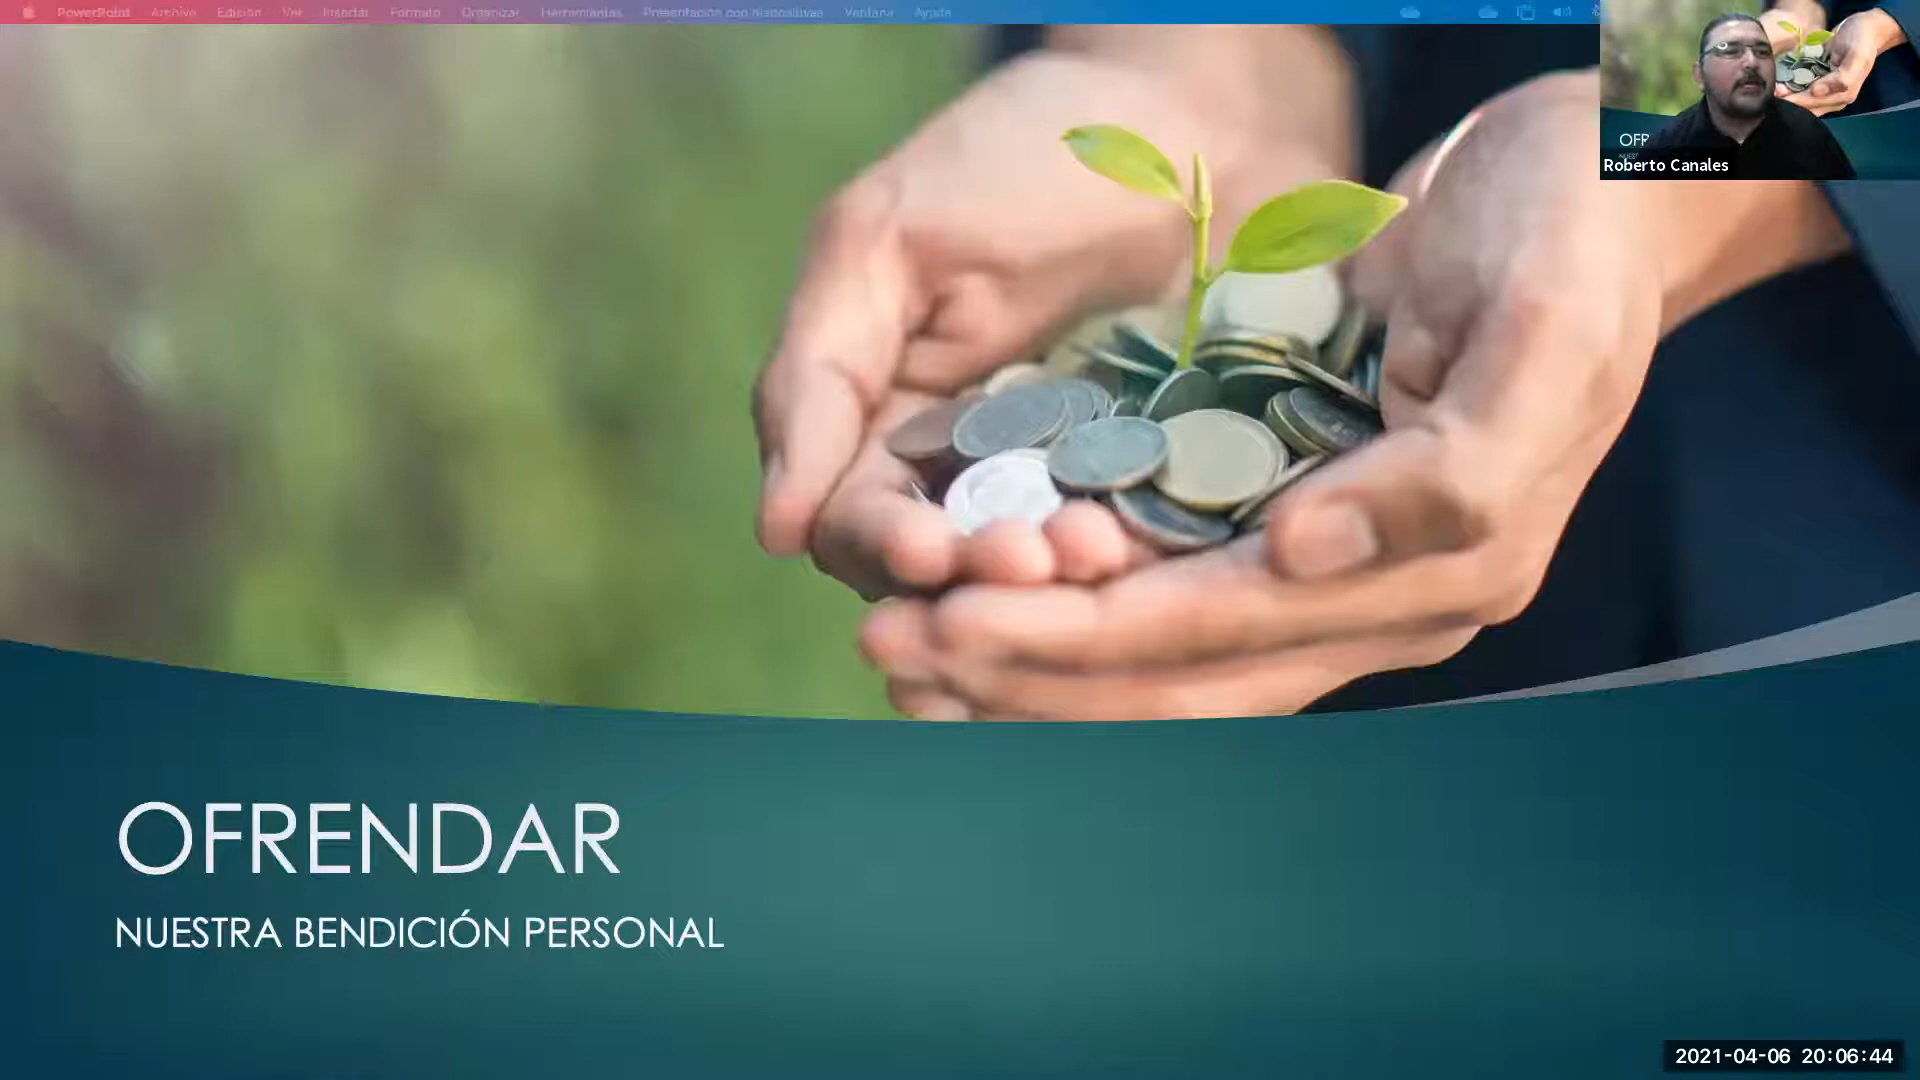 PowerPoint Archivo Edición Ver Insertar Formato Organizar Herramientas Presentación con diapositivas Ventana Ayuda
OFR
Roberto Canales
OFRENDAR
NUESTRA BENDICIÓN PERSONAL
2021-04-06 20:06:44